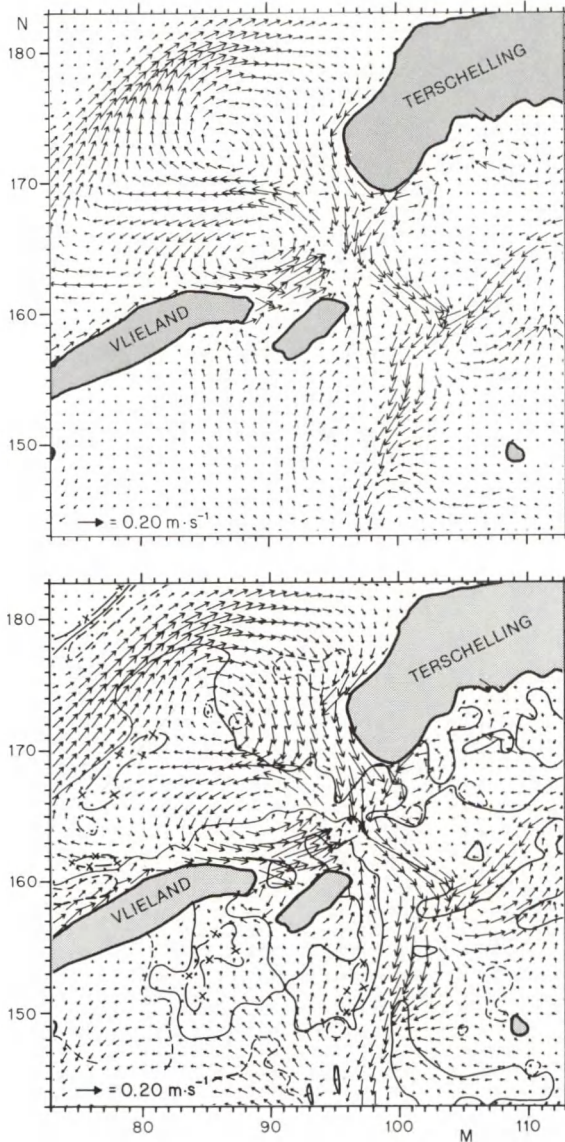 N
180
170
160
150
TERSCHELLING
VLIELAND
= 0.20 m·s⁻¹
180
170
160
150
TERSCHELLING
VLIELAND
= 0.20 m·s⁻¹
80 90 100 110
M